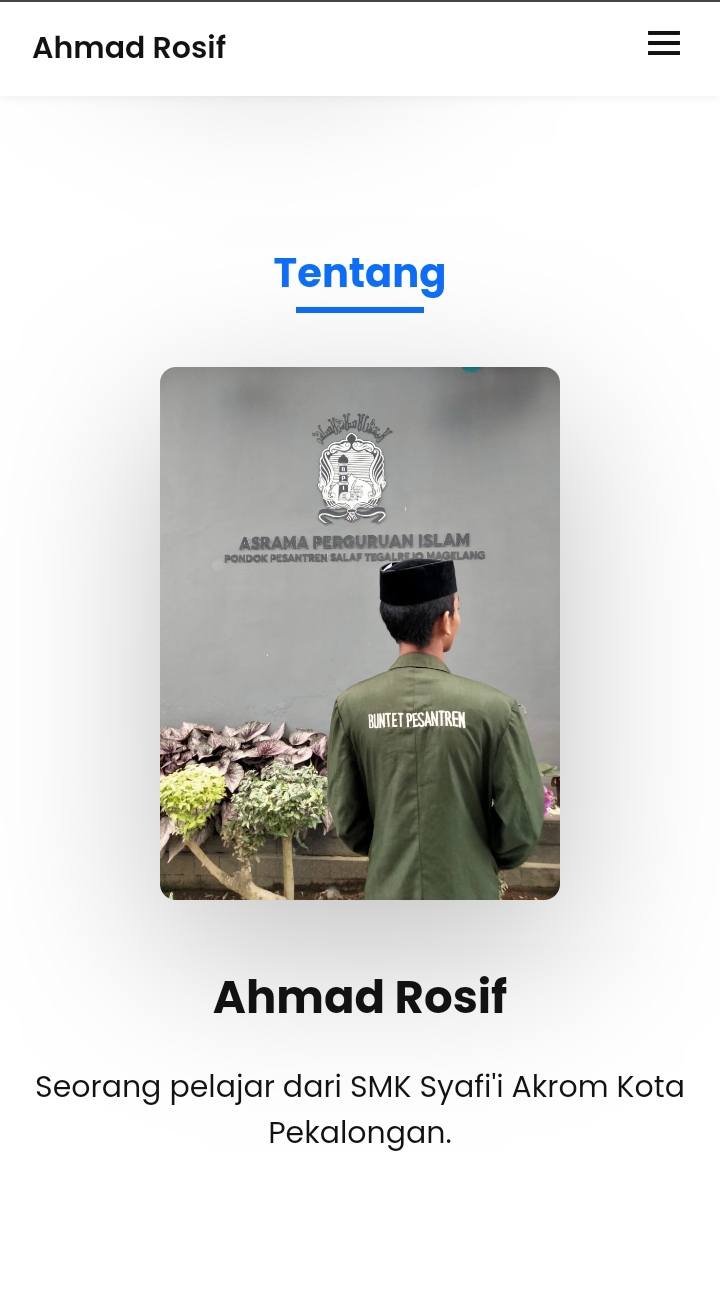 Ahmad Rosif
Tentang
ASRAMA PERGURUAN ISLAM
PONDOK PESANTREN SALAF TEGALREJO MAGELANG
BUNTET PESANTREN
Ahmad Rosif
Seorang pelajar dari SMK Syafi'i Akrom Kota
Pekalongan.